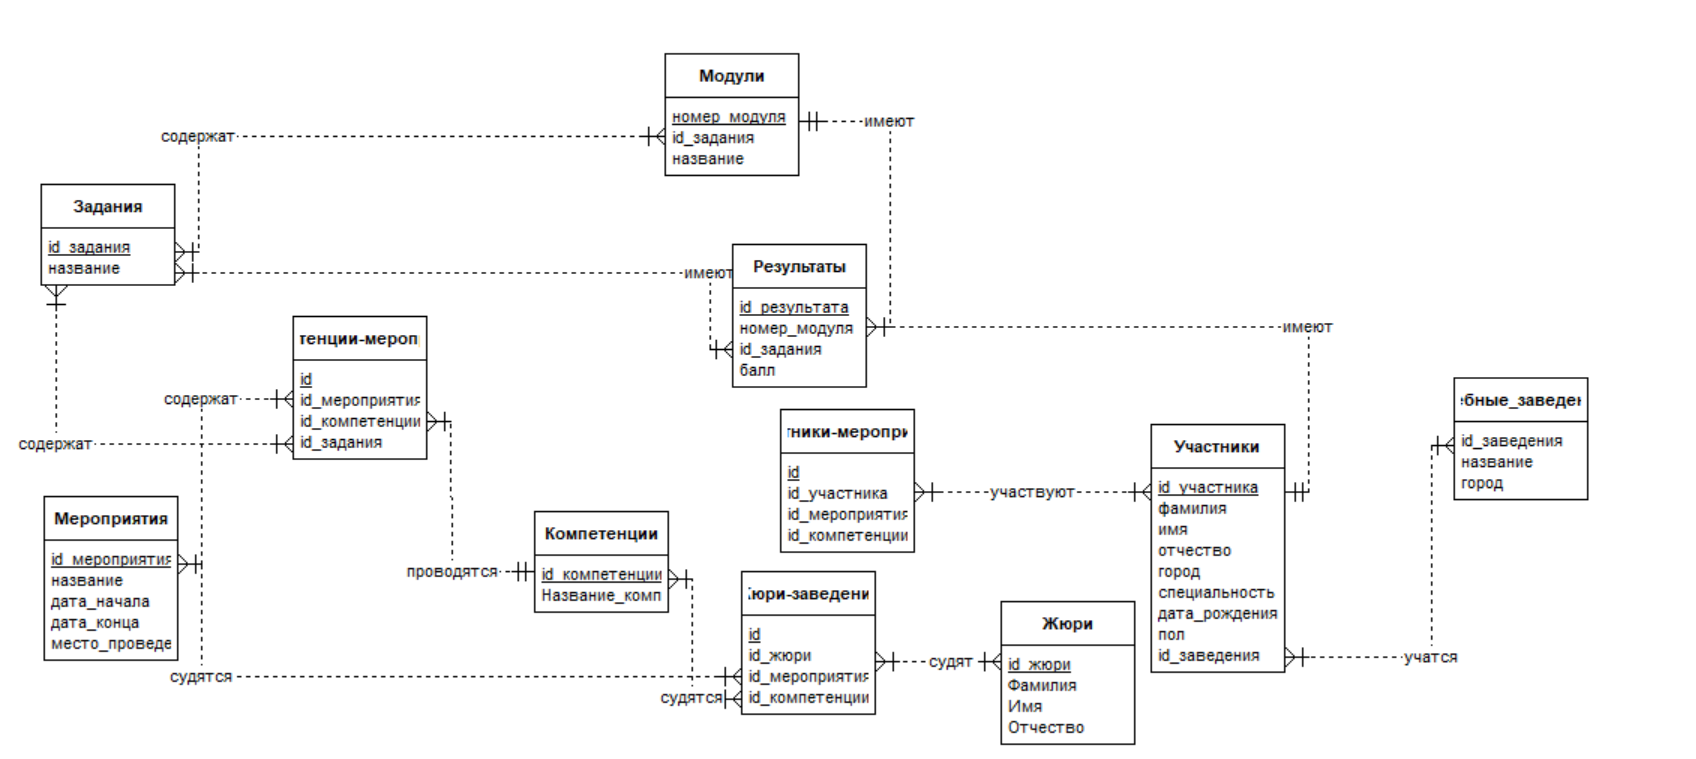 Модули
номер_модуля
id_задания
название
имеют
содержат
Задания
id_задания
название
имеют
Результаты
id_результата
номер_модуля
id_задания
балл
имеют
тенции-мероп
id
id_мероприятия
id_компетенции
id_задания
содержат
содержат
проводятся
Мероприятия
id_мероприятия
название
дата_начала
дата_конца
место_проведе
Компетенции
id_компетенции
Название_комп
тники-меропри
id
id_участника
id_мероприятия
id_компетенции
участвуют
Участники
id_участника
фамилия
имя
отчество
город
специальность
дата_рождения
пол
id_заведения
бные_заведен
id_заведения
название
город
учатся
юри-заведени
id
id_жюри
id_мероприятия
id_компетенции
судят
Жюри
id_жюри
Фамилия
Имя
Отчество
судятся
судятся